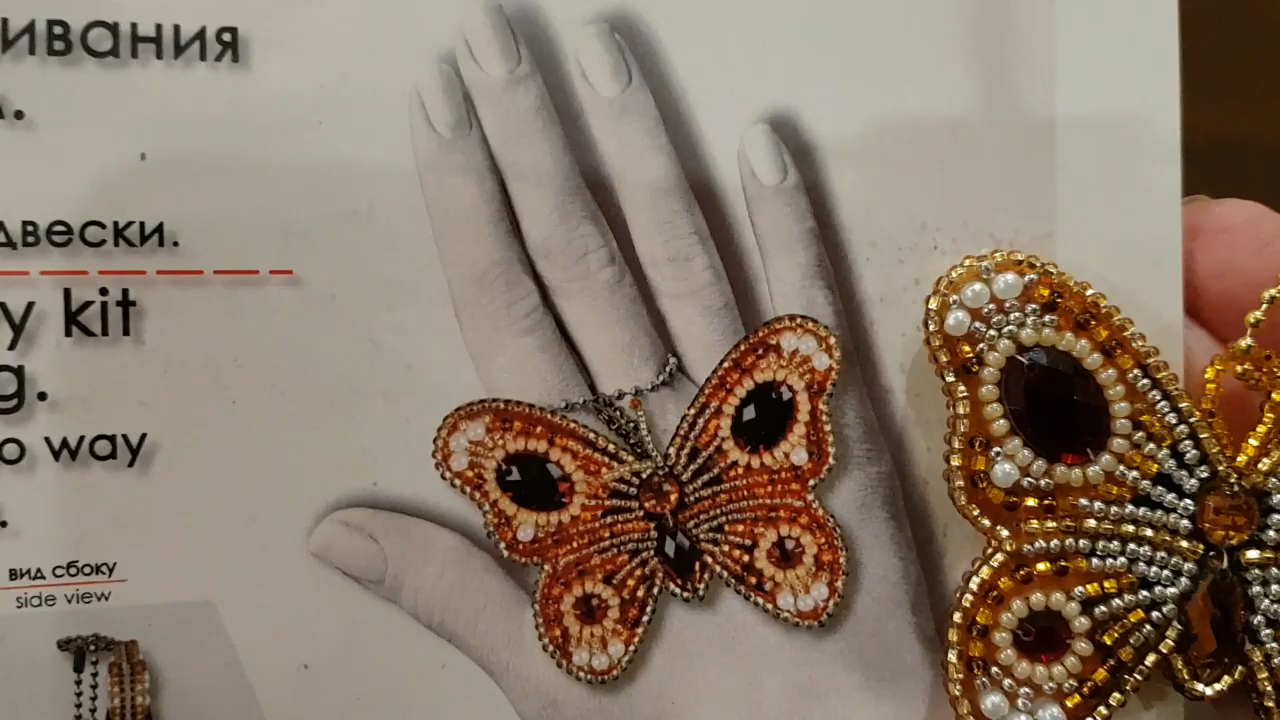 ивания
.
двески.
y kit
g.
o way
.
вид сбоку
side view